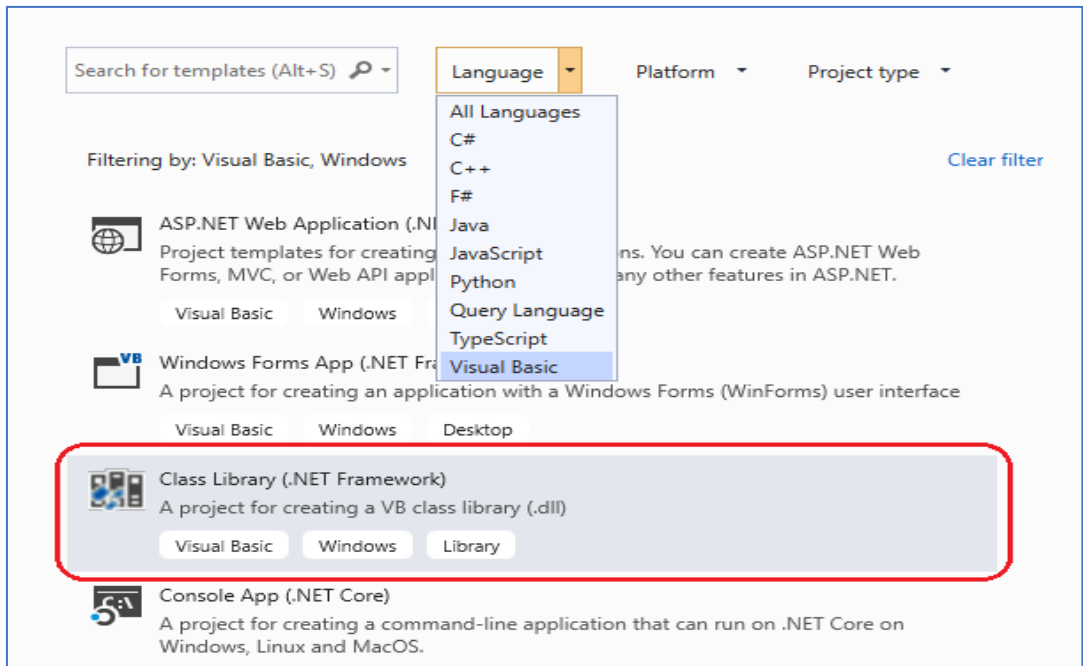 Search for templates (Alt+S)
Language
Platform
Project type
All Languages
C#
C++
F#
Java
JavaScript
Python
Query Language
TypeScript
Visual Basic
Filtering by: Visual Basic, Windows
Clear filter
ASP.NET Web Application (.N
Project templates for creating ns. You can create ASP.NET Web
Forms, MVC, or Web API appl any other features in ASP.NET.
Visual Basic Windows
VB
Windows Forms App (.NET Fra
A project for creating an application with a Windows Forms (WinForms) user interface
Visual Basic Windows Desktop
Class Library (.NET Framework)
A project for creating a VB class library (.dll)
Visual Basic Windows Library
Console App (.NET Core)
A project for creating a command-line application that can run on .NET Core on
Windows, Linux and MacOS.